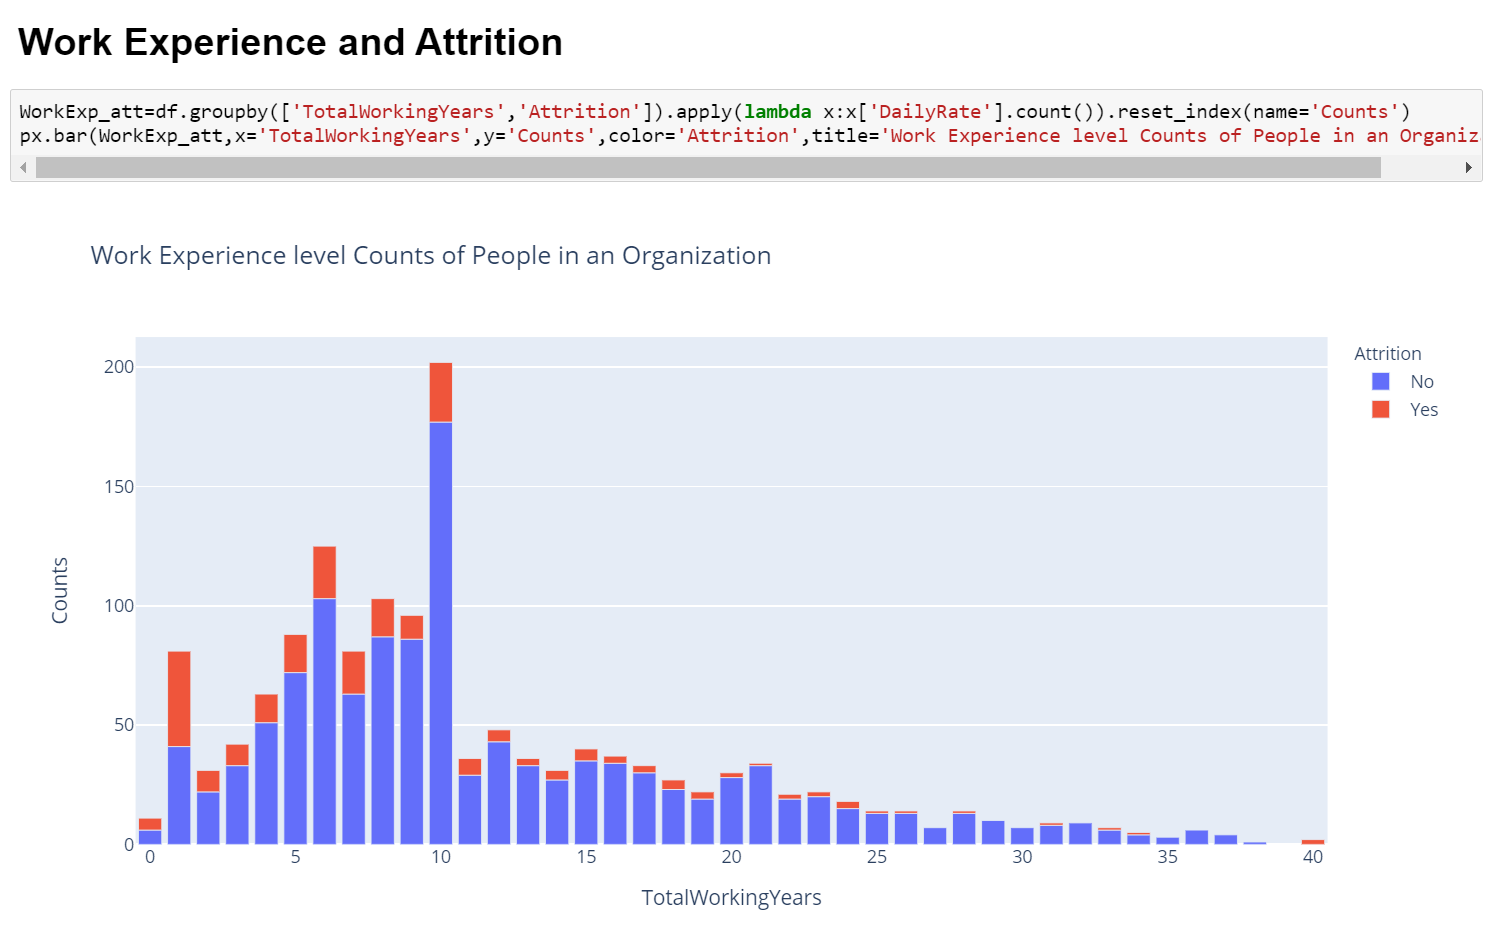 Work Experience and Attrition
WorkExp_att=df.groupby(['TotalWorkingYears','Attrition']).apply(lambda x:x['DailyRate'].count()).reset_index(name='Counts')
px.bar(WorkExp_att,x='TotalWorkingYears',y='Counts',color='Attrition',title='Work Experience level Counts of People in an Organiz
Work Experience level Counts of People in an Organization
Attrition
No
Yes
200
150
100
50
0
Counts
0 5 10 15 20 25 30 35 40
TotalWorkingYears